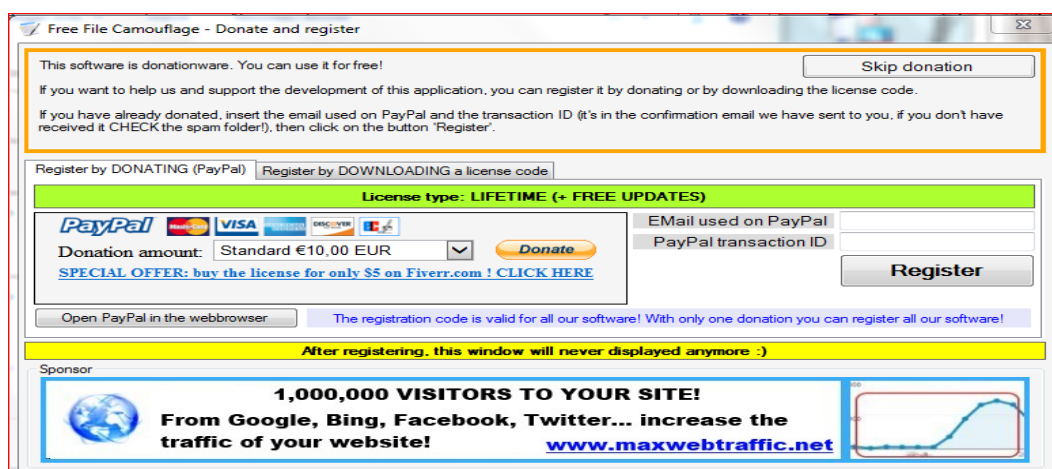 Free File Camouflage - Donate and register
This software is donationware. You can use it for free!
Skip donation
If you want to help us and support the development of this application, you can register it by donating or by downloading the license code.
If you have already donated, insert the email used on PayPal and the transaction ID (it's in the confirmation email we have sent to you, if you don't have
received it CHECK the spam folder!), then click on the button 'Register'.
Register by DONATING (PayPal)
Register by DOWNLOADING a license code
License type: LIFETIME (+ FREE UPDATES)
PayPal MasterCard VISA DISCOVER
EMail used on PayPal
PayPal transaction ID
Donation amount: Standard €10,00 EUR Donate
SPECIAL OFFER: buy the license for only $5 on Fiverr.com ! CLICK HERE
Register
Open PayPal in the webbrowser
The registration code is valid for all our software! With only one donation you can register all our software!
After registering, this window will never displayed anymore :)
Sponsor
1,000,000 VISITORS TO YOUR SITE!
From Google, Bing, Facebook, Twitter... increase the
traffic of your website!
www.maxwebtraffic.net